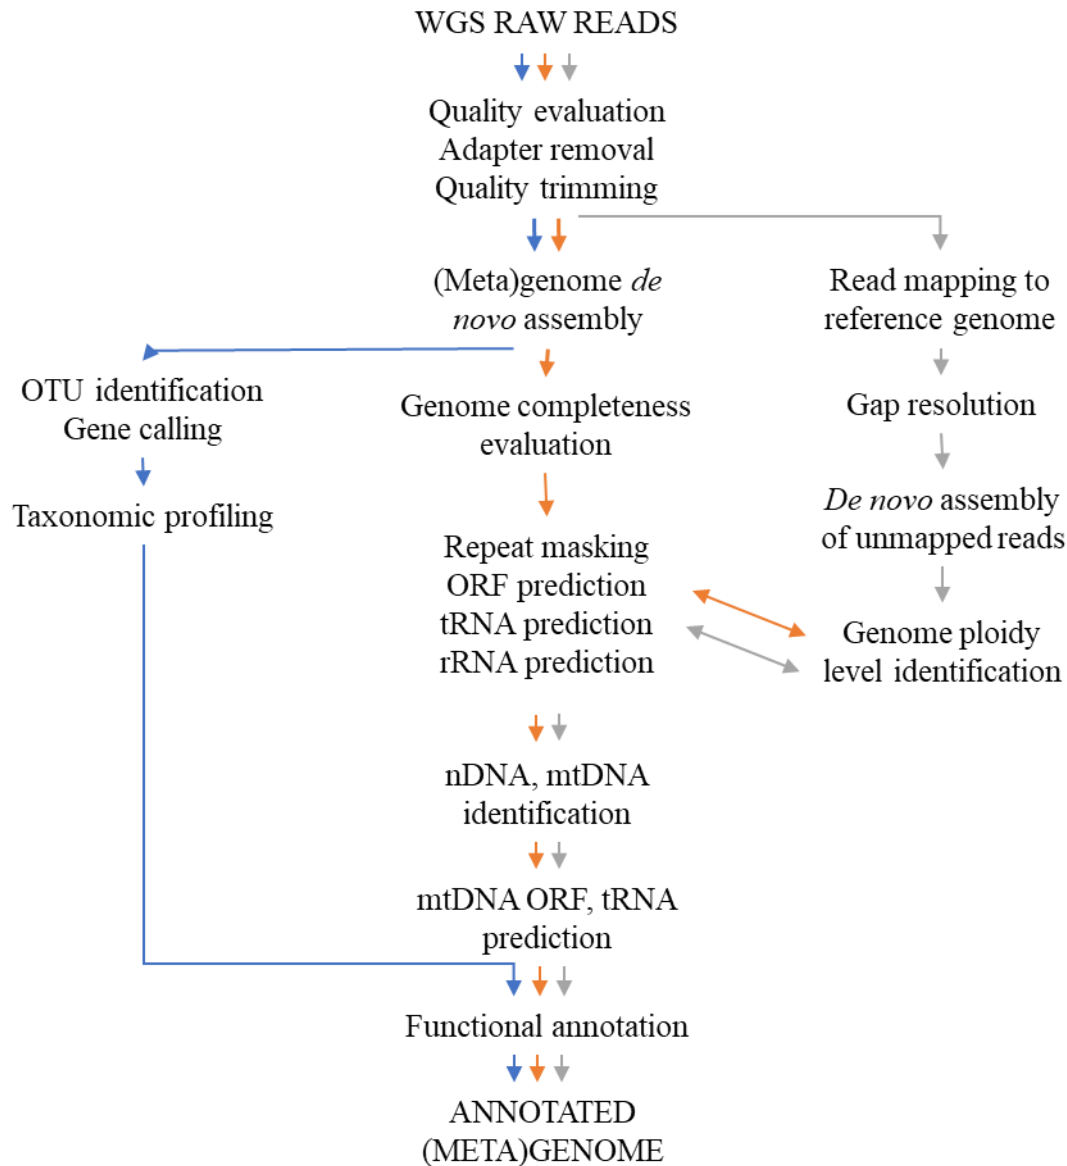 WGS RAW READS
Quality evaluation
Adapter removal
Quality trimming
(Meta)genome de
novo assembly
Read mapping to
reference genome
OTU identification
Gene calling
Genome completeness
evaluation
Gap resolution
Taxonomic profiling
De novo assembly
of unmapped reads
Repeat masking
ORF prediction
tRNA prediction
rRNA prediction
Genome ploidy
level identification
nDNA, mtDNA
identification
mtDNA ORF, tRNA
prediction
Functional annotation
ANNOTATED
(META)GENOME